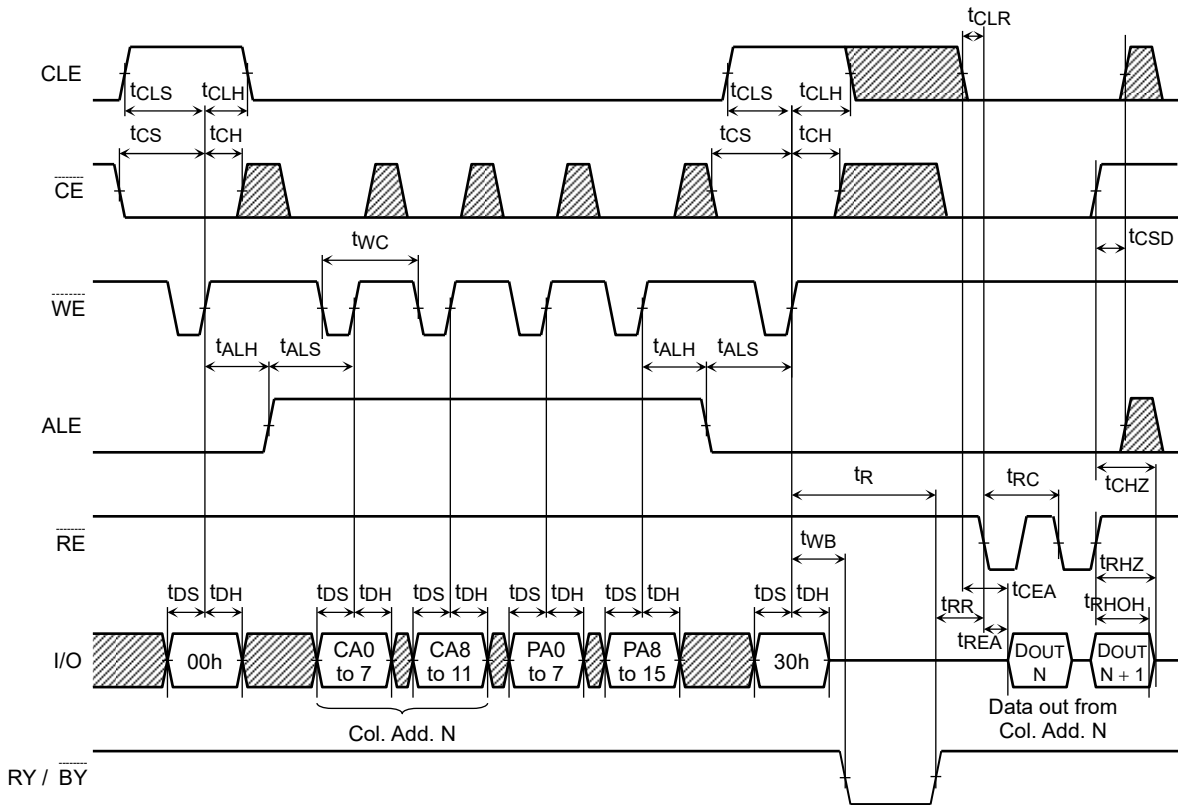 tCLR
CLE
tCLS
tCLH
tCLS
tCLH
tCS
tCH
tCS
tCH
CE
tWC
tCSD
WE
tALH
tALS
tALH
tALS
ALE
tR
tRC
tCHZ
RE
tWB
tRHZ
tDS
tDH
tDS
tDH
tDS
tDH
tDS
tDH
tDS
tDH
tDS
tDH
tRR
tCEA
tRHOH
tREA
I/O
00h
CA0
to 7
CA8
to 11
PA0
to 7
PA8
to 15
30h
DOUT
N
DOUT
N + 1
Col. Add. N
Data out from
Col. Add. N
RY / BY